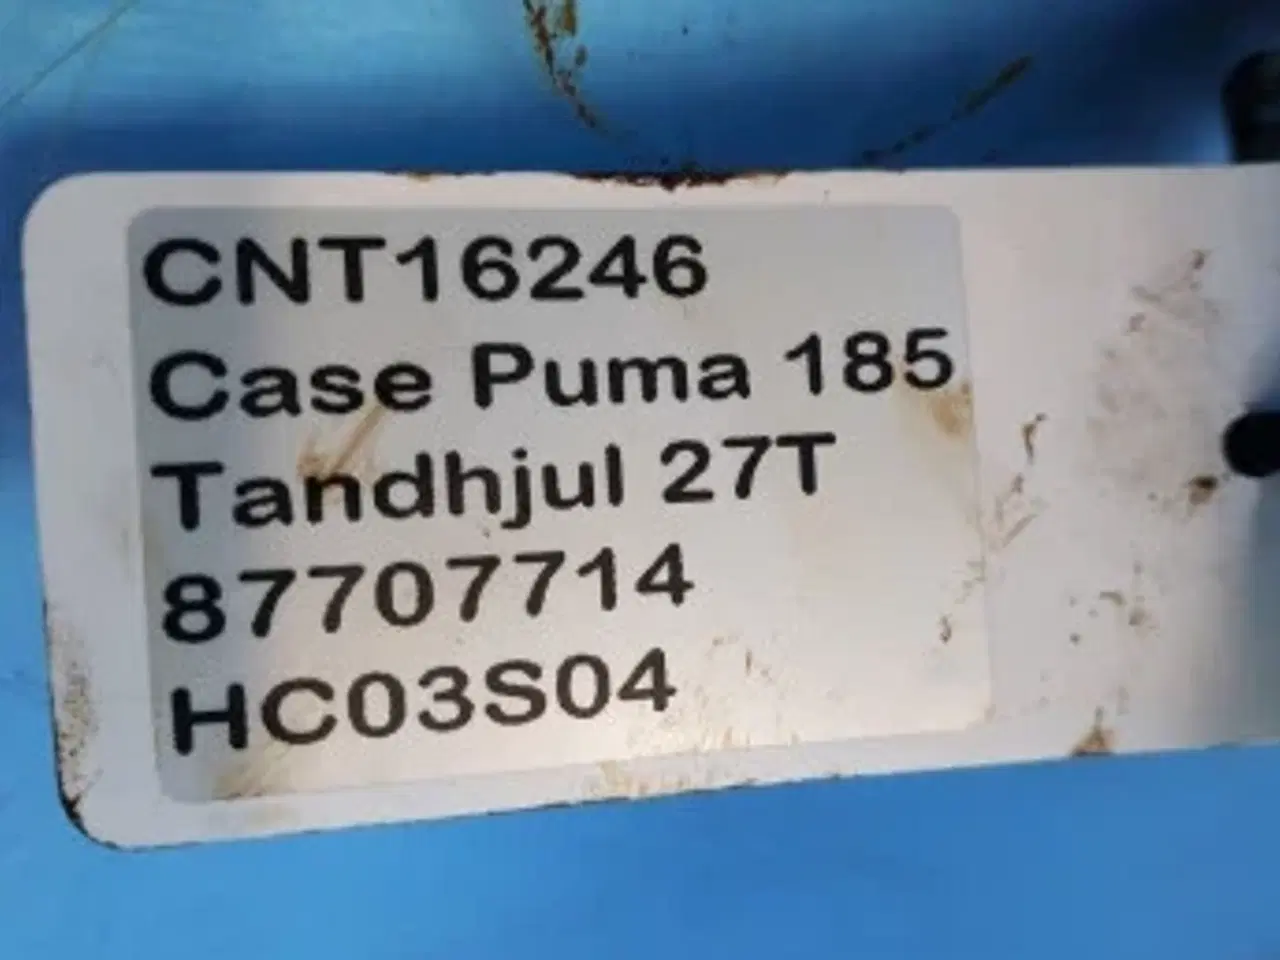 CNT16246
Case Puma 185
Tandhjul 27T
87707714
HC03S04